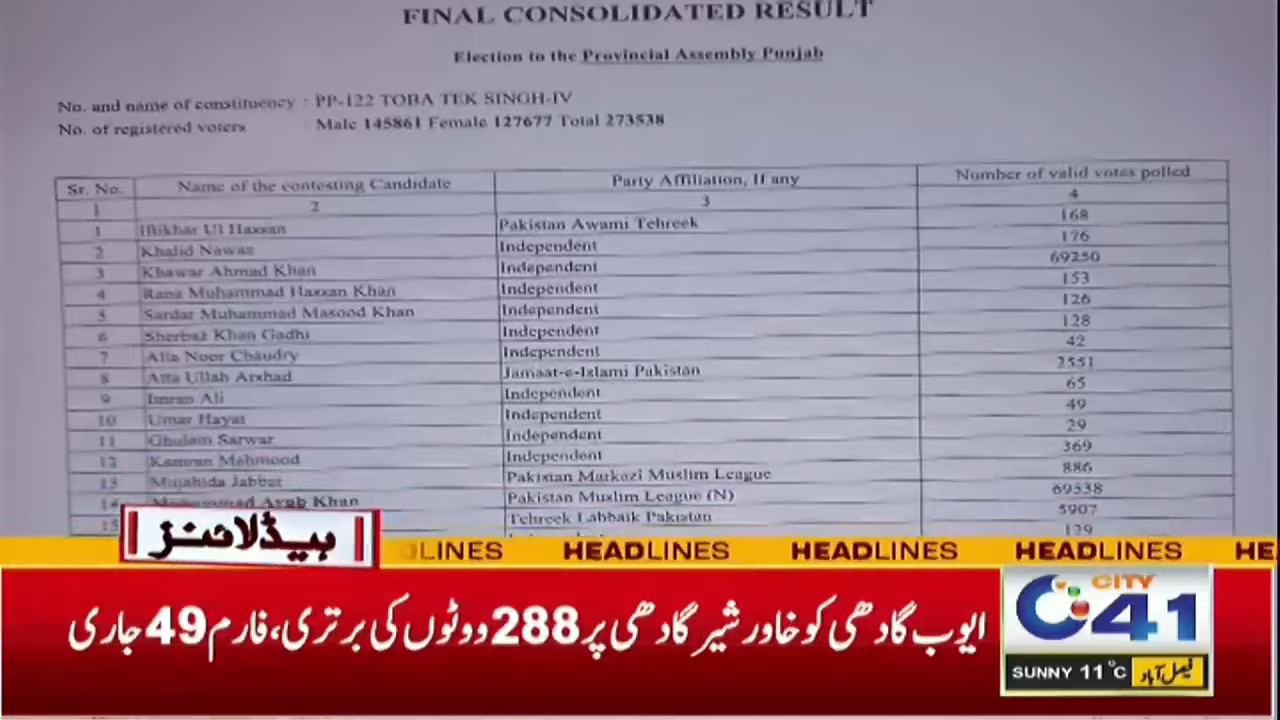 FINAL CONSOLIDATED RESULT
Election to the Provincial Assembly Punjab
No. and name of constituency : PP-122 TOBA TEK SINGH-IV
No. of registered voters : Male 145861 Female 127677 Total 273538
Sr. No. Name of the contesting Candidate Party Affiliation, If any Number of valid votes polled
1 2 3 4
1 Iftikhar Ul Hassan Pakistan Awami Tehreek 168
2 Khalid Nawaz Independent 176
3 Khawar Ahmad Khan Independent 69250
4 Rana Muhammad Hassan Khan Independent 153
5 Sardar Muhammad Masood Khan Independent 126
6 Sherbaz Khan Gadhi Independent 128
7 Alia Noor Chaudry Independent 42
8 Atta Ullah Arshad Jamaat-e-Islami Pakistan 2551
9 Imran Ali Independent 65
10 Umar Hayat Independent 49
11 Ghulam Sarwar Independent 29
12 Kamran Mahmood Independent 369
13 Mujahida Jabbar Pakistan Markazi Muslim League 886
14 Muhammad Ayub Khan Pakistan Muslim League (N) 69538
15 Tehreek Labbaik Pakistan 5907
129
ہیڈلائنز
LINES HEADLINES HEADLINES HEADLINES HE
ایوب گادھی کو خاور شیر گادھی پر 288 ووٹوں کی برتری، فارم 49 جاری
CITY
41
SUNNY 11°C فیصل آباد